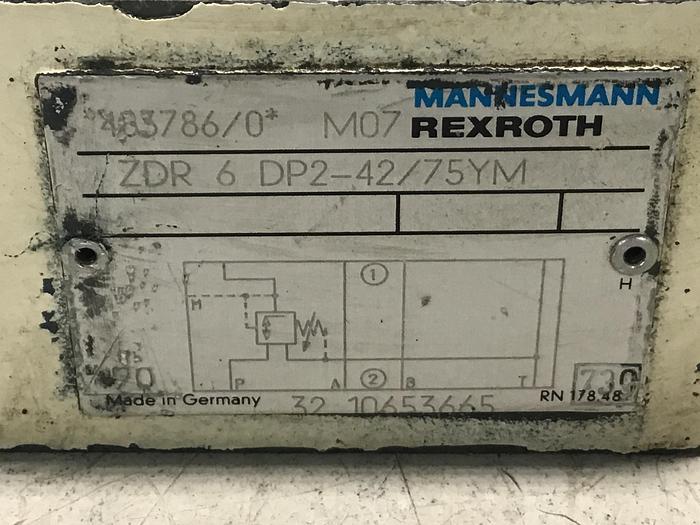 MANNESMANN
*483786/0* M07 REXROTH
ZDR 6 DP2-42/75YM
H
1
M
P A 2 B T
730
Made in Germany 32 10653665 RN 178.48